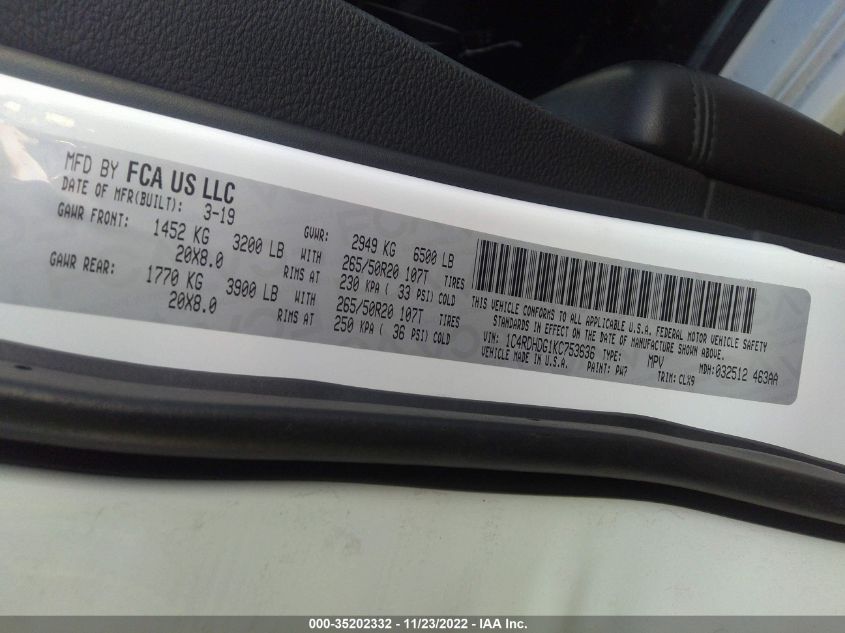 MFD BY FCA US LLC
DATE OF MFR(BUILT): 3-19
GAWR FRONT: 1452 KG 3200 LB
20X8.0 RIMS AT
GAWR REAR: 1770 KG 3900 LB WITH
20X8.0 RIMS AT
GVWR: 2949 KG 6500 LB
WITH 265/50R20 107T TIRES
230 KPA ( 33 PSI) COLD
265/50R20 107T TIRES
250 KPA ( 36 PSI) COLD
THIS VEHICLE CONFORMS TO ALL APPLICABLE U.S.A. FEDERAL MOTOR VEHICLE SAFETY
STANDARDS IN EFFECT ON THE DATE OF MANUFACTURE SHOWN ABOVE.
VIN: 1C4RDHDG1KC753636 TYPE: MPV MDH:032512 463AA
VEHICLE MADE IN U.S.A. PAINT: PW7 TRIM: CLX9
000-35202332 - 11/23/2022 - IAA Inc.